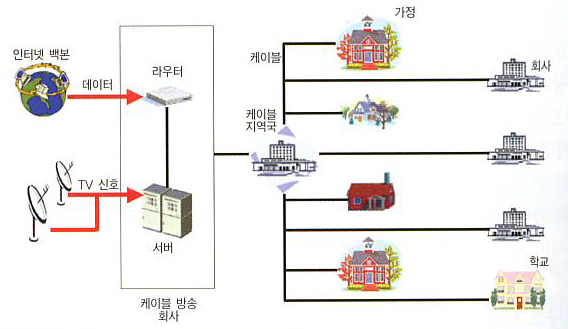 가정
인터넷 백본
라우터
케이블
회사
데이터
케이블
지역국
TV 신호
서버
학교
케이블 방송
회사